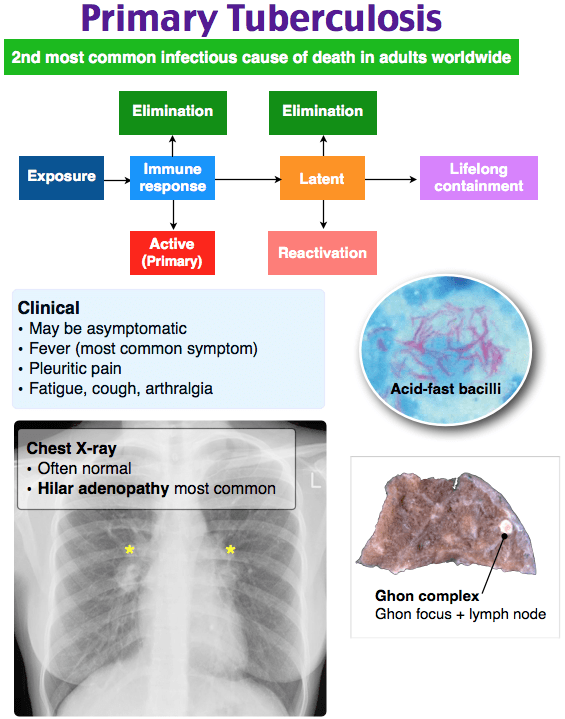 Primary Tuberculosis
2nd most common infectious cause of death in adults worldwide
Elimination
Elimination
Exposure
Immune
response
Latent
Lifelong
containment
Active
(Primary)
Reactivation
Clinical
• May be asymptomatic
• Fever (most common symptom)
• Pleuritic pain
• Fatigue, cough, arthralgia
Acid-fast bacilli
Chest X-ray
• Often normal
• Hilar adenopathy most common
L
* *
Ghon complex
Ghon focus + lymph node